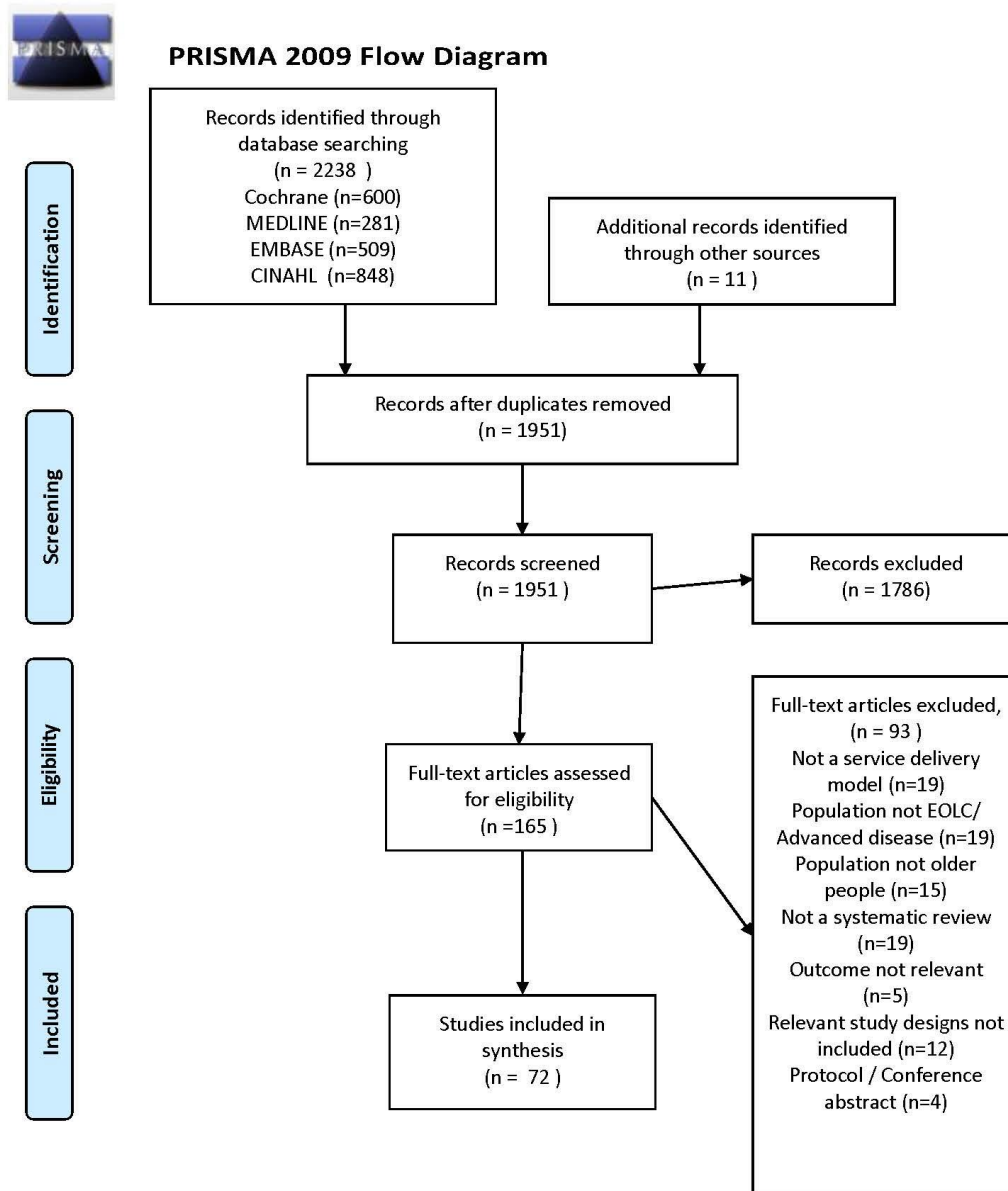 PRISMA
PRISMA 2009 Flow Diagram
Identification
Records identified through
database searching
(n = 2238 )
Cochrane (n=600)
MEDLINE (n=281)
EMBASE (n=509)
CINAHL (n=848)
Additional records identified
through other sources
(n = 11 )
Records after duplicates removed
(n = 1951)
Screening
Records screened
(n = 1951 )
Records excluded
(n = 1786)
Eligibility
Full-text articles assessed
for eligibility
(n =165 )
Full-text articles excluded,
(n = 93 )
Not a service delivery
model (n=19)
Population not EOLC/
Advanced disease (n=19)
Population not older
people (n=15)
Not a systematic review
(n=19)
Outcome not relevant
(n=5)
Relevant study designs not
included (n=12)
Protocol / Conference
abstract (n=4)
Included
Studies included in
synthesis
(n = 72 )